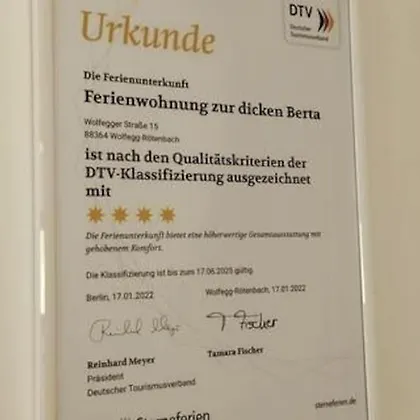 Urkunde
DTV
Deutscher
Tourismusverband
Die Ferienunterkunft
Ferienwohnung zur dicken Berta
Wolfegger Straße 15
88364 Wolfegg-Rötenbach
ist nach den Qualitätskriterien der
DTV-Klassifizierung ausgezeichnet
mit
Die Ferienunterkunft bietet eine höherwertige Gesamtausstattung mit
gehobenem Komfort.
Die Klassifizierung ist bis zum 17.06.2025 gültig.
Berlin, 17.01.2022
Wolfegg-Rötenbach, 17.01.2022
T Fischer
Reinhard Meyer
Präsident
Deutscher Tourismusverband
Tamara Fischer
sterneferien.de
Sterneferien